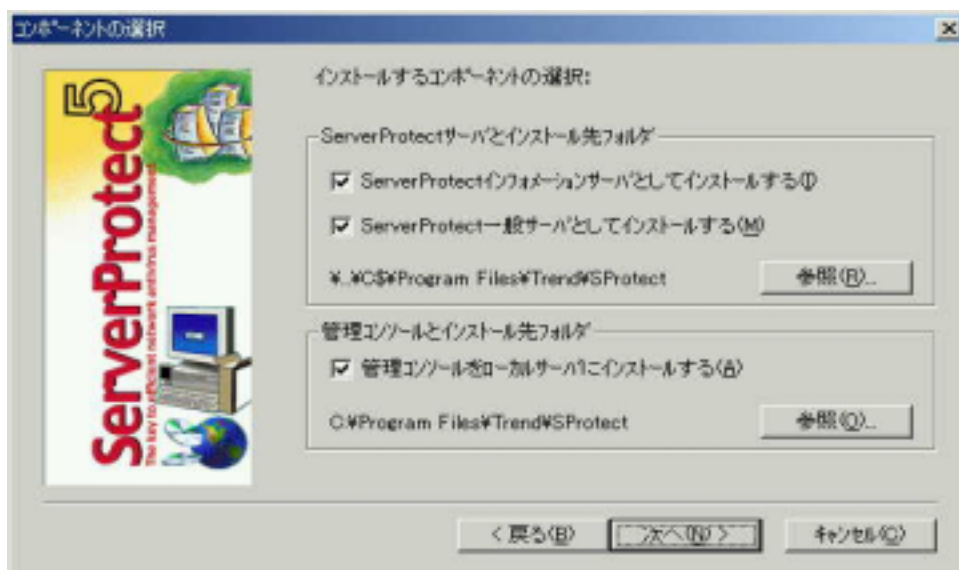 コンポーネントの選択
インストールするコンポーネントの選択:
ServerProtectサーバとインストール先フォルダ
ServerProtectインフォメーションサーバとしてインストールする(I)
ServerProtect一般サーバとしてインストールする(M)
¥..¥C$¥Program Files¥Trend¥SProtect
参照(R)...
管理コンソールとインストール先フォルダ
管理コンソールをローカルサーバにインストールする(A)
C:¥Program Files¥Trend¥SProtect
参照(O)...
ServerProtect 5
The key to efficient network antivirus management
< 戻る(B)
次へ(N) >
キャンセル(C)